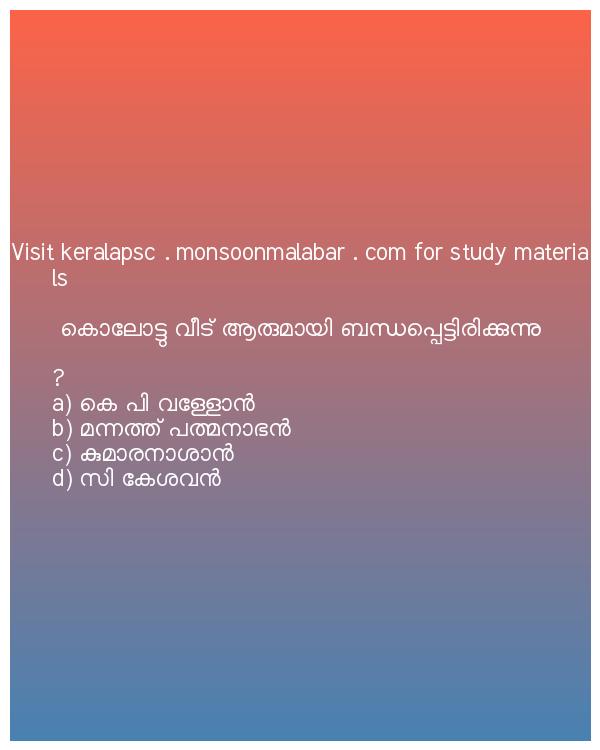 Visit keralapsc . monsoonmalabar . com for study materia
ls
കൊലോട്ടു വീട് ആരുമായി ബന്ധപ്പെട്ടിരിക്കുന്നു
?
a) കെ പി വള്ളോൻ
b) മന്നത്ത് പത്മനാഭൻ
c) കുമാരനാശാൻ
d) സി കേശവൻ